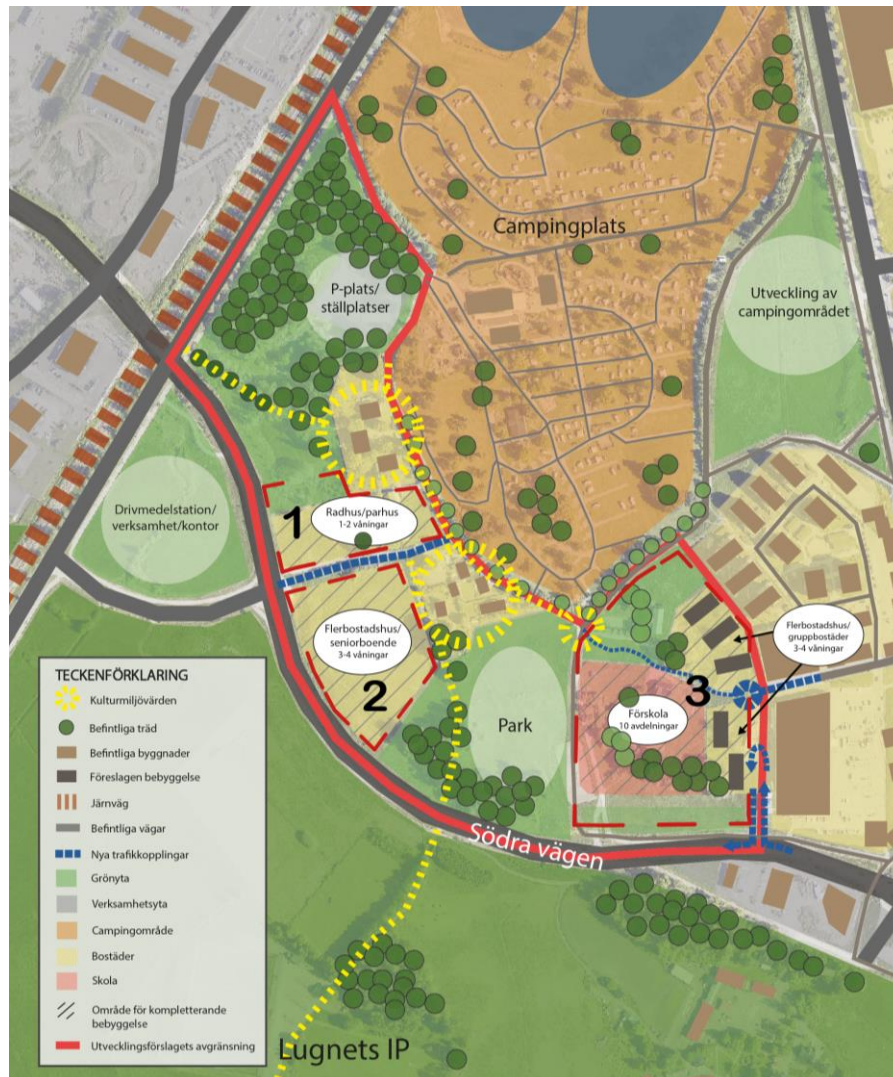 Campingplats
P-plats/
ställplatser
Utveckling av
campingområdet
Drivmedelstation/
verksamhet/kontor
1
Radhus/parhus
1-2 våningar
Flerbostadshus/
seniorboende
3-4 våningar
2
Flerbostadshus/
gruppbostäder
3-4 våningar
3
Förskola
10 avdelningar
Park
Södra vägen
Lugnets IP
TECKENFÖRKLARING
Kulturmiljövärden
Befintliga träd
Befintliga byggnader
Föreslagen bebyggelse
Järnväg
Befintliga vägar
Nya trafikkopplingar
Grönyta
Verksamhetsyta
Campingområde
Bostäder
Skola
Område för kompletterande
bebyggelse
Utvecklingsförslagets avgränsning